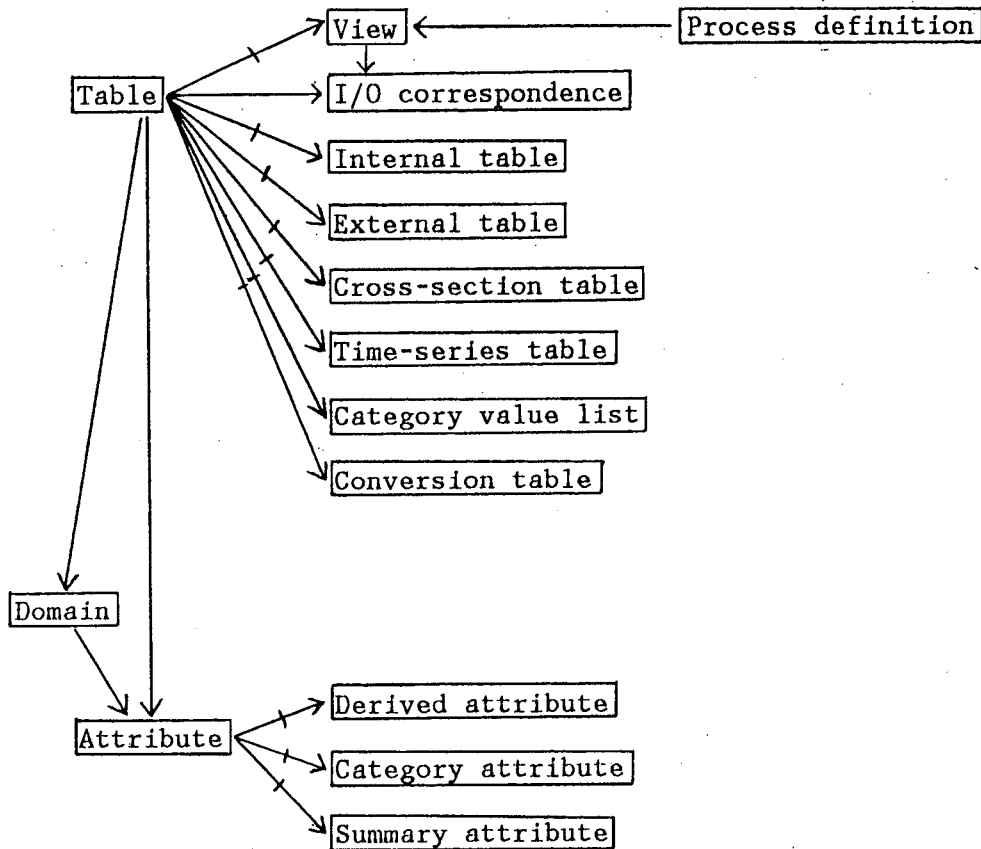 View
Process definition
Table
I/O correspondence
Internal table
External table
Cross-section table
Time-series table
Category value list
Conversion table
Domain
Derived attribute
Attribute
Category attribute
Summary attribute